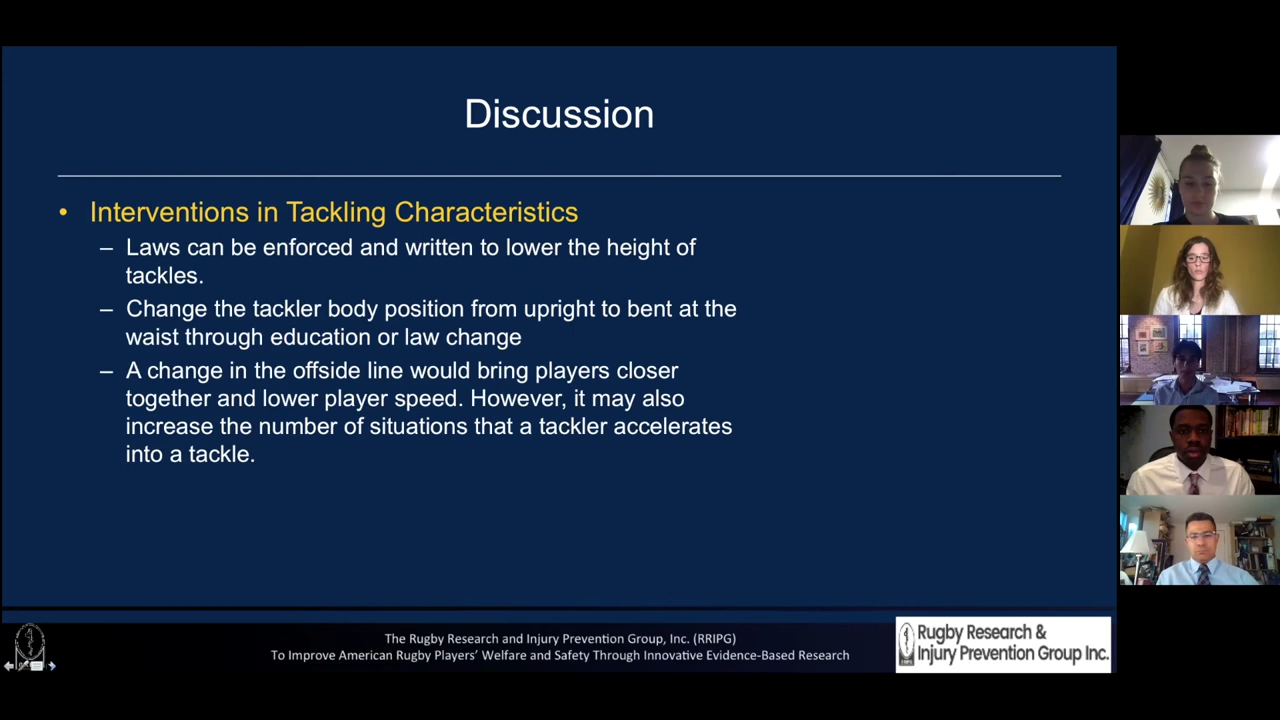 Discussion
• Interventions in Tackling Characteristics
– Laws can be enforced and written to lower the height of
tackles.
– Change the tackler body position from upright to bent at the
waist through education or law change
– A change in the offside line would bring players closer
together and lower player speed. However, it may also
increase the number of situations that a tackler accelerates
into a tackle.
The Rugby Research and Injury Prevention Group, Inc. (RRIPG)
To Improve American Rugby Players’ Welfare and Safety Through Innovative Evidence-Based Research
Rugby Research &
Injury Prevention Group Inc.